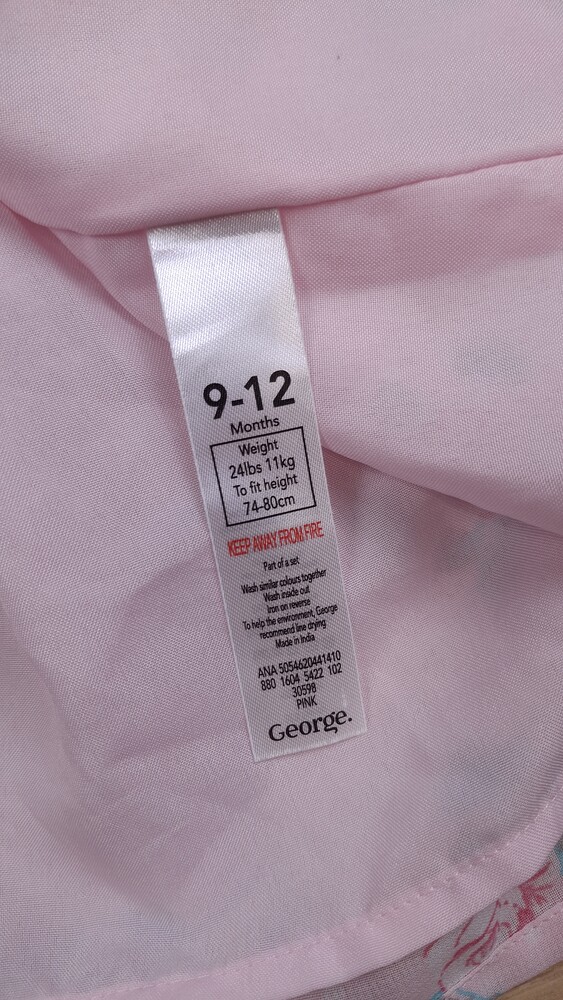 9-12
Months
Weight
24lbs 11kg
To fit height
74-80cm
KEEP AWAY FROM FIRE
Part of a set
Wash similar colours together
Wash inside out
Iron on reverse
To help the environment, George
recommend line drying
Made in India
ANA 5054620441410
880 1604 5422 102
30598
PINK
George.